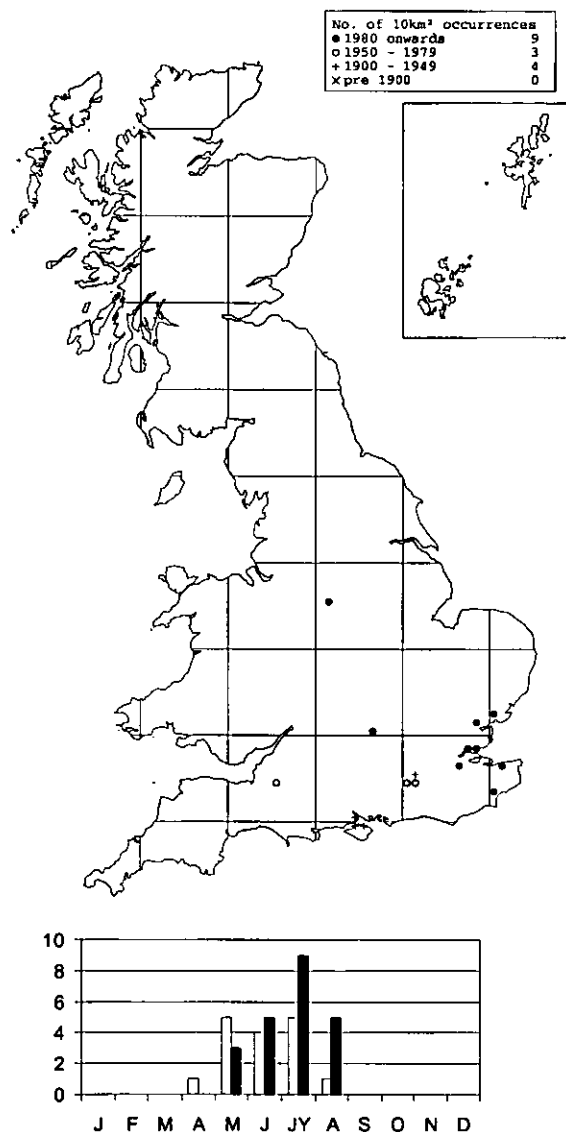 No. of 10km² occurrences
● 1980 onwards 9
○ 1950 - 1979 3
+ 1900 - 1949 4
× pre 1900 0
10
8
6
4
2
0
J F M A M J JY A S O N D